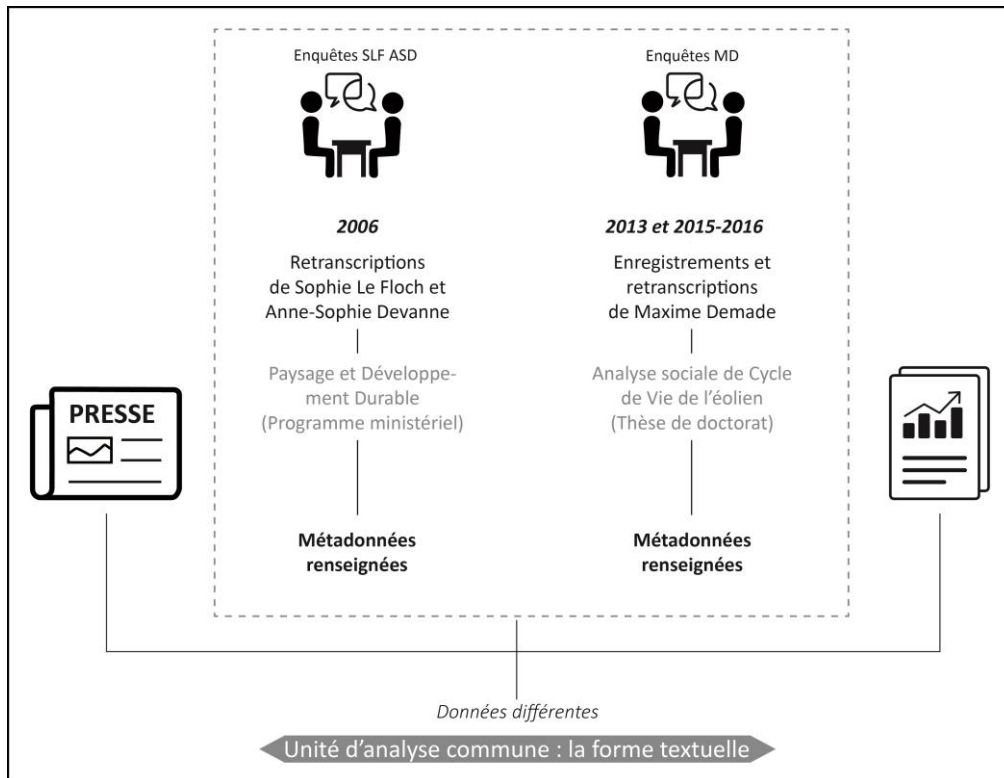 Enquêtes SLF ASD
2006
Retranscriptions
de Sophie Le Floch et
Anne-Sophie Devanne
Paysage et Développe-
ment Durable
(Programme ministériel)
Métadonnées
renseignées
Enquêtes MD
2013 et 2015-2016
Enregistrements et
retranscriptions
de Maxime Demade
Analyse sociale de Cycle
de Vie de l’éolien
(Thèse de doctorat)
Métadonnées
renseignées
PRESSE
Données différentes
Unité d’analyse commune : la forme textuelle